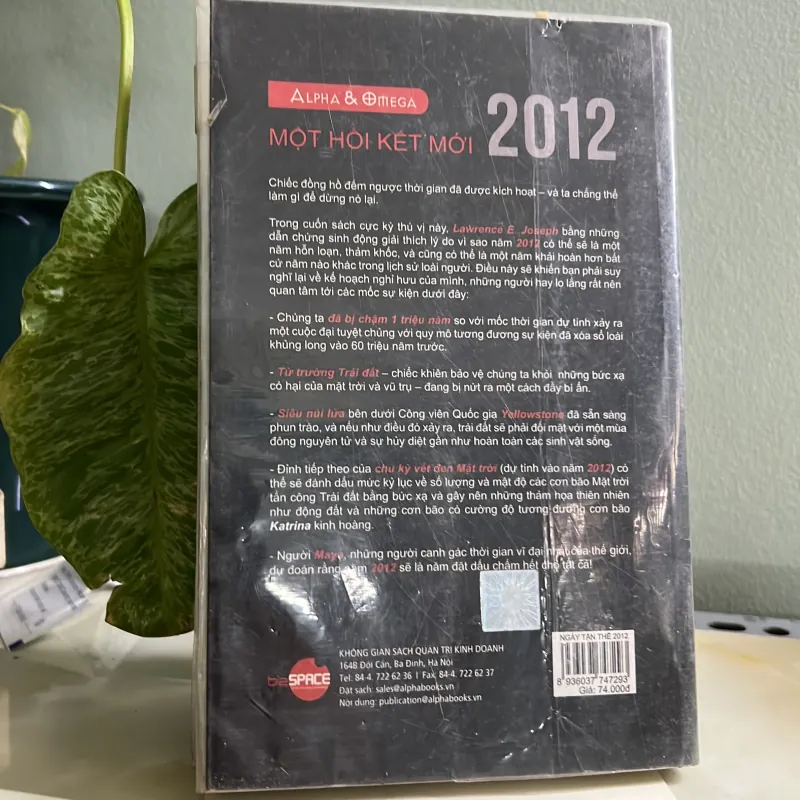 ALPHA & OMEGA
MỘT HỒI KẾT MỚI 2012
Chiếc đồng hồ đếm ngược thời gian đã được kích hoạt – và ta chẳng thể
làm gì để dừng nó lại.
Trong cuốn sách cực kỳ thú vị này, Lawrence E. Joseph bằng những
dẫn chứng sinh động giải thích lý do vì sao năm 2012 có thể sẽ là một
năm hỗn loạn, thảm khốc, và cũng có thể là một năm khải hoàn hơn bất
cứ năm nào khác trong lịch sử loài người. Điều này sẽ khiến bạn phải suy
nghĩ lại về kế hoạch nghỉ hưu của mình, những người hay lo lắng rất nên
quan tâm tới các mốc sự kiện dưới đây:
- Chúng ta đã bị chậm 1 triệu năm so với mốc thời gian dự tính xảy ra
một cuộc đại tuyệt chủng với quy mô tương đương sự kiện đã xóa sổ loài
khủng long vào 60 triệu năm trước.
- Từ trường Trái đất – chiếc khiên bảo vệ chúng ta khỏi những bức xạ
có hại của mặt trời và vũ trụ – đang bị nứt ra một cách đầy bí ẩn.
- Siêu núi lửa bên dưới Công viên Quốc gia Yellowstone đã sẵn sàng
phun trào, và nếu như điều đó xảy ra, trái đất sẽ phải đối mặt với một mùa
đông nguyên tử và sự hủy diệt gần như hoàn toàn các sinh vật sống.
- Đỉnh tiếp theo của chu kỳ vết đen Mặt trời (dự tính vào năm 2012) có
thể sẽ đánh dấu mức kỷ lục về số lượng và mật độ các cơn bão Mặt trời
tấn công Trái đất bằng bức xạ và gây nên những thảm họa thiên nhiên
như động đất và những cơn bão có cường độ tương đương cơn bão
Katrina kinh hoàng.
- Người Maya, những người canh gác thời gian vĩ đại nhất của thế giới,
dự đoán rằng năm 2012 sẽ là năm đặt dấu chấm hết cho tất cả!
bizSPACE
KHÔNG GIAN SÁCH QUẢN TRỊ KINH DOANH
164B Đội Cấn, Ba Đình, Hà Nội
Tel: 84-4. 722 62 36 | Fax: 84-4. 722 62 37
Đặt sách: sales@alphabooks.vn
Nội dung: publication@alphabooks.vn
NGÀY TẬN THẾ 2012
8 936037 747293
Giá: 74.000đ